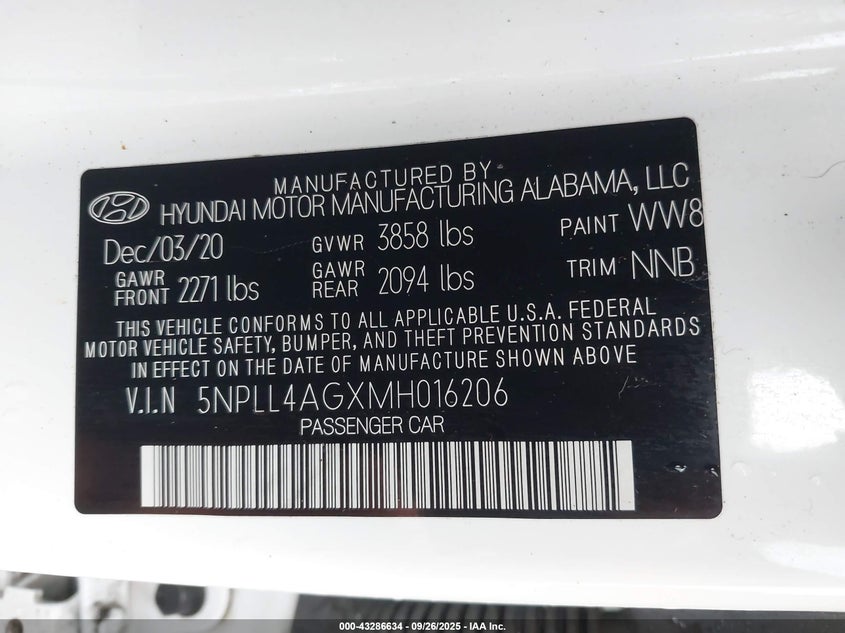 MANUFACTURED BY
HYUNDAI MOTOR MANUFACTURING ALABAMA, LLC
Dec/03/20 GVWR 3858 lbs PAINT WW8
GAWR FRONT 2271 lbs GAWR REAR 2094 lbs TRIM NNB
THIS VEHICLE CONFORMS TO ALL APPLICABLE U.S.A. FEDERAL
MOTOR VEHICLE SAFETY, BUMPER, AND THEFT PREVENTION STANDARDS
IN EFFECT ON THE DATE OF MANUFACTURE SHOWN ABOVE
V.I.N 5NPLL4AGXMH016206
PASSENGER CAR
000-43286634 - 09/26/2025 - IAA Inc.